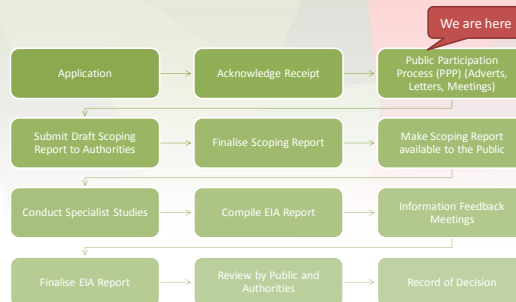 We are here
Application
Acknowledge Receipt
Public Participation
Process (PPP) (Adverts,
Letters, Meetings)
Submit Draft Scoping
Report to Authorities
Finalise Scoping Report
Make Scoping Report
available to the Public
Conduct Specialist Studies
Compile EIA Report
Information Feedback
Meetings
Finalise EIA Report
Review by Public and
Authorities
Record of Decision